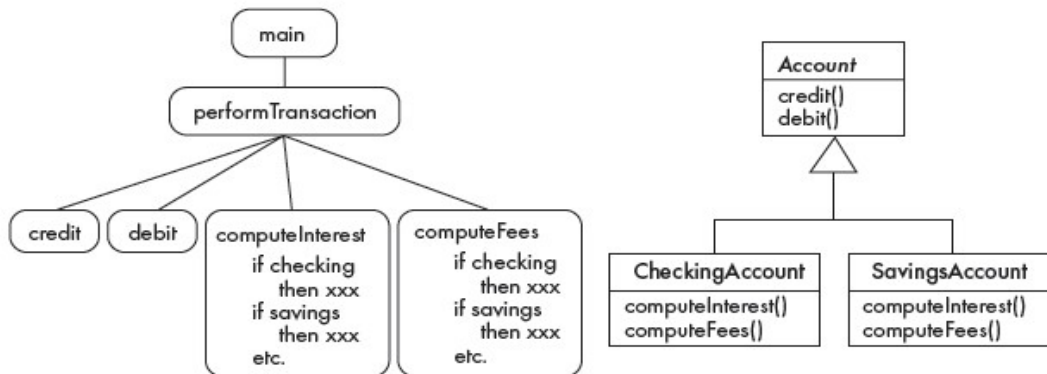 main
performTransaction
credit
debit
computeInterest
if checking
then xxx
if savings
then xxx
etc.
computeFees
if checking
then xxx
if savings
then xxx
etc.
Account
credit()
debit()
CheckingAccount
computeInterest()
computeFees()
SavingsAccount
computeInterest()
computeFees()